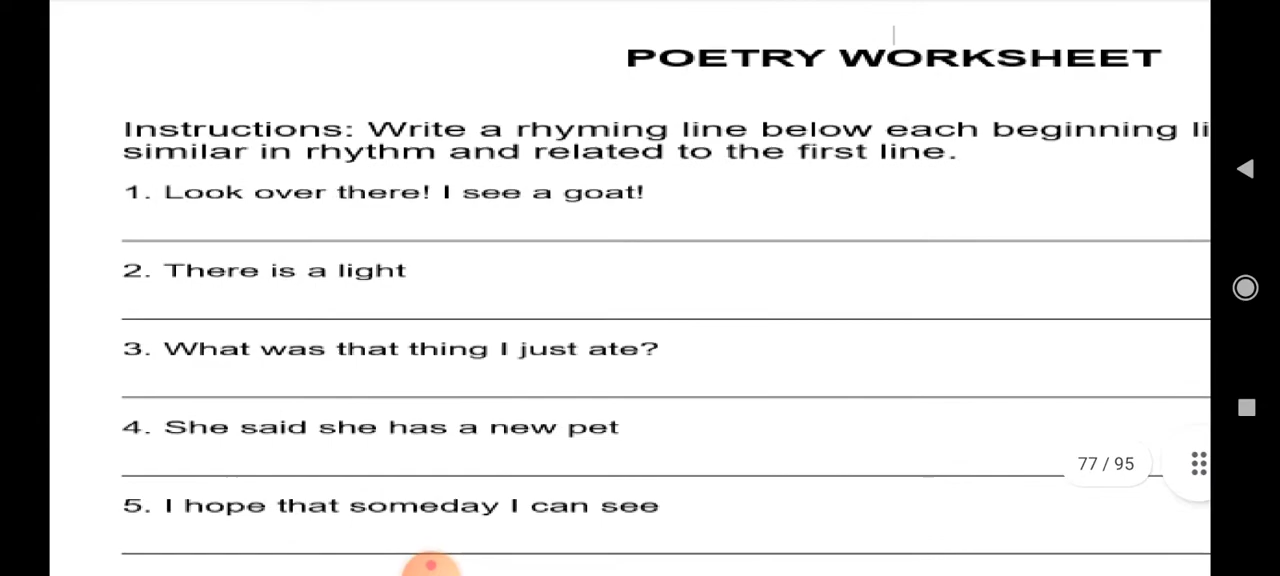 POETRY WORKSHEET
Instructions: Write a rhyming line below each beginning li
similar in rhythm and related to the first line.
1. Look over there! I see a goat!
2. There is a light
3. What was that thing I just ate?
4. She said she has a new pet
77 / 95
5. I hope that someday I can see